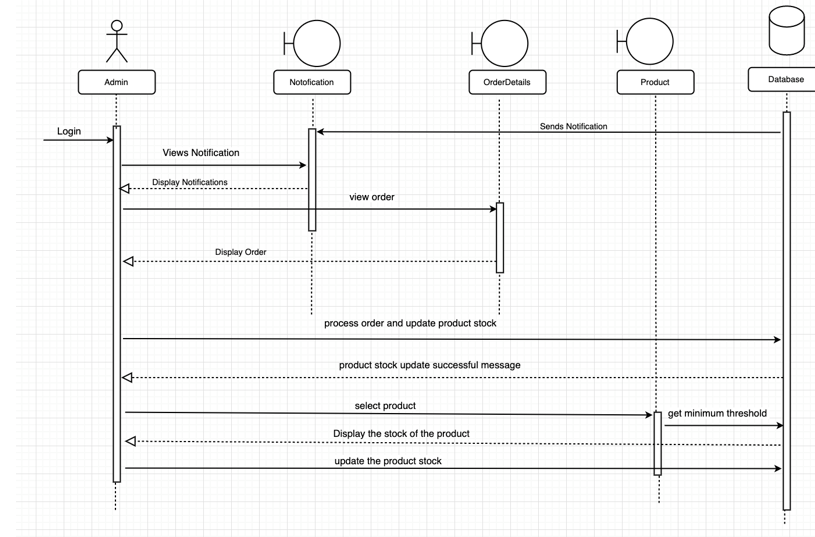 Admin
Notofication
OrderDetails
Product
Database
Login
Sends Notification
Views Notification
Display Notifications
view order
Display Order
process order and update product stock
product stock update successful message
select product
get minimum threshold
Display the stock of the product
update the product stock